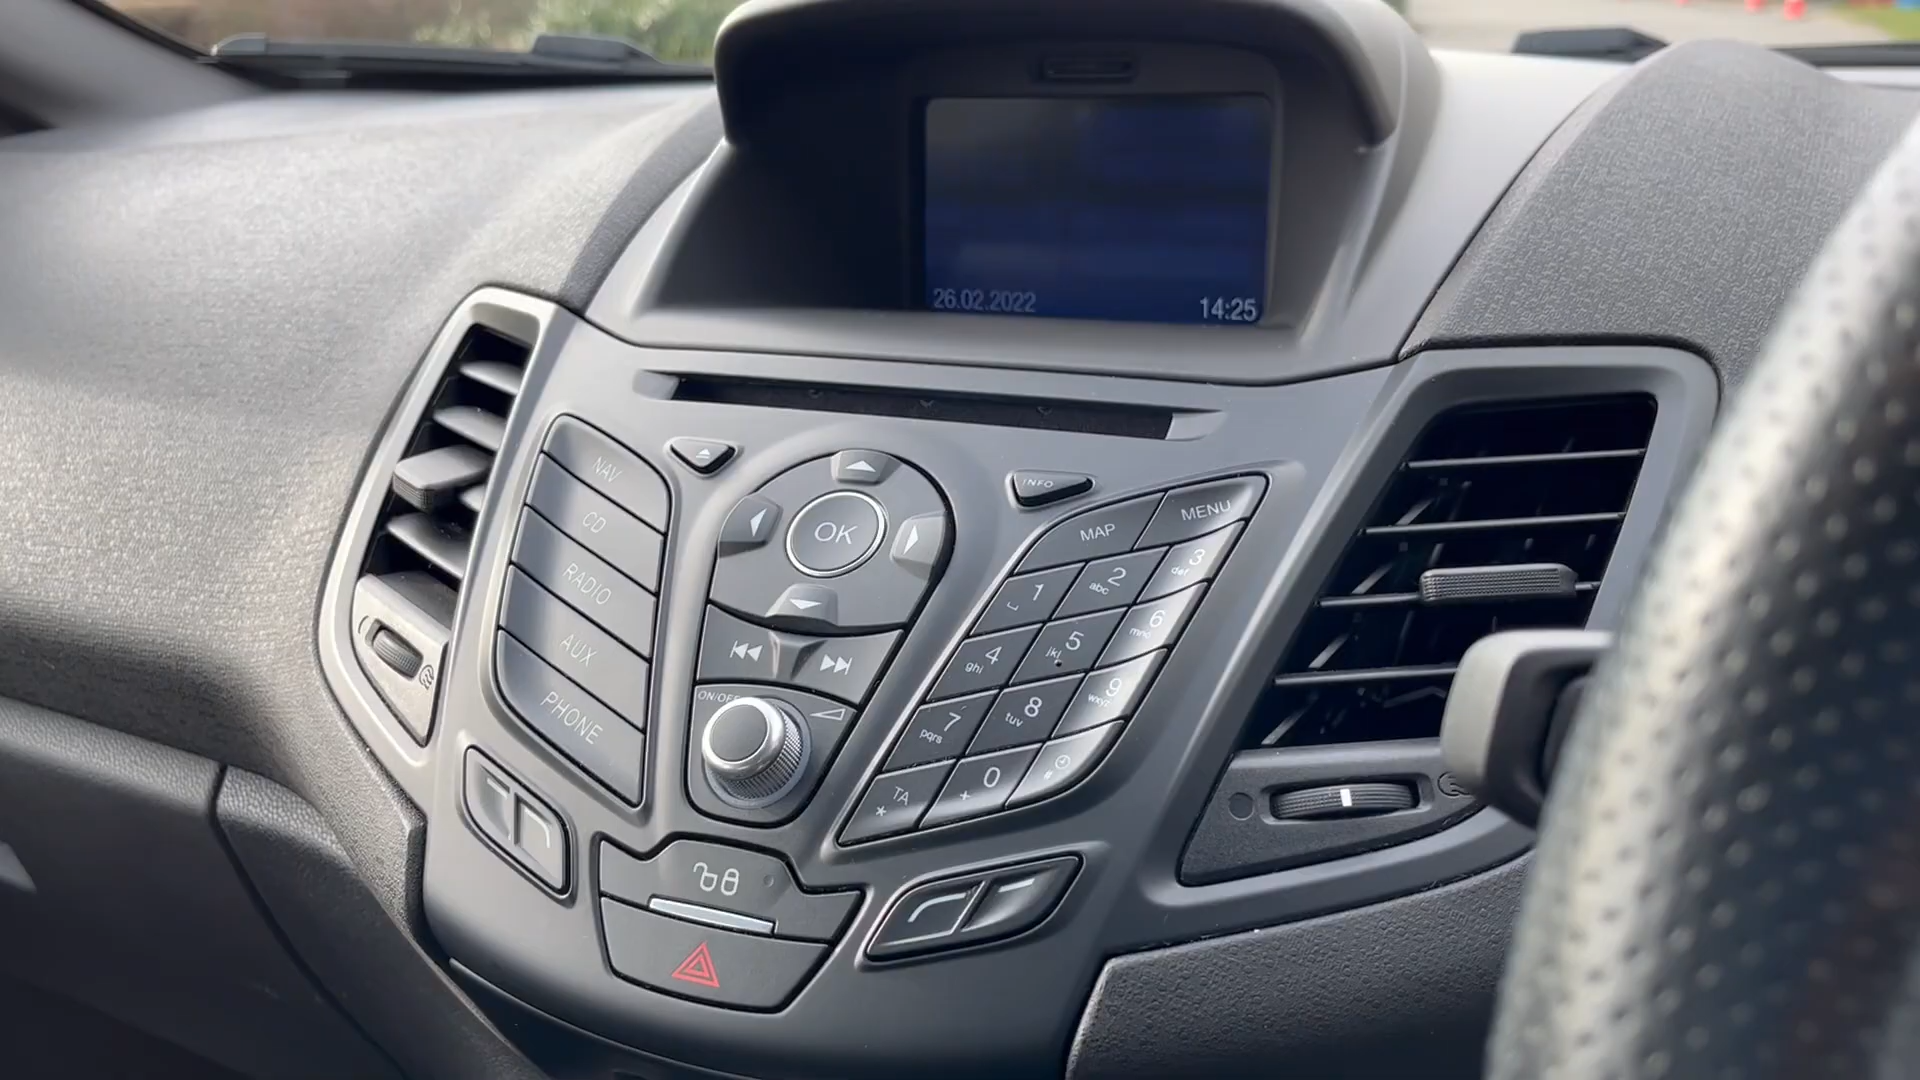 26.02.2022 14:25
NAV
CD
RADIO
AUX
PHONE
OK
ON/OFF
INFO
MAP MENU
1 abc 2 def 3
ghi 4 jkl 5 mno 6
pqrs 7 tuv 8 wxyz 9
TA * + 0 #